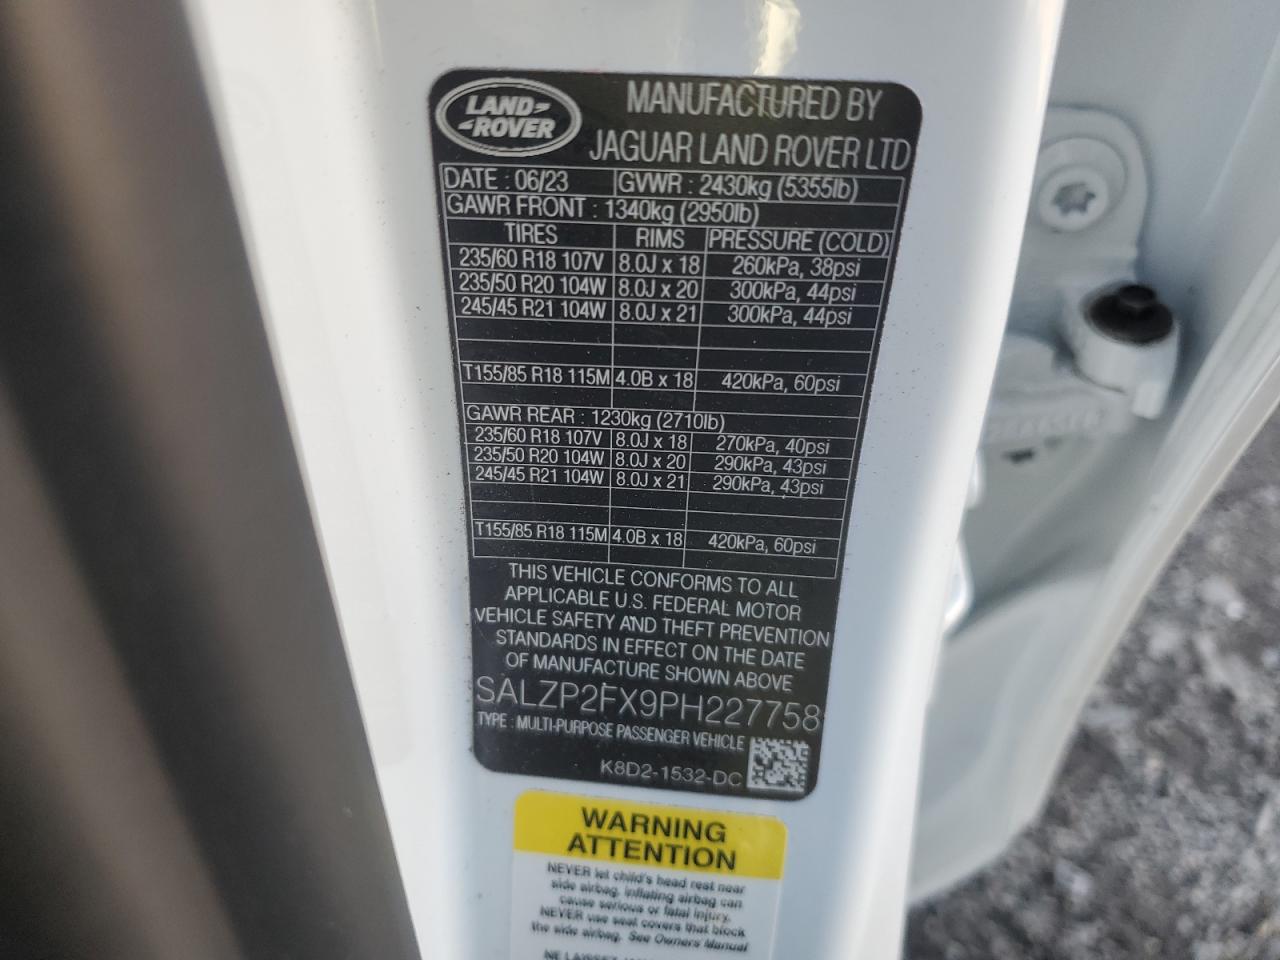 LAND-
-ROVER
MANUFACTURED BY
JAGUAR LAND ROVER LTD
DATE : 06/23 GVWR : 2430kg (5355lb)
GAWR FRONT : 1340kg (2950lb)
TIRES RIMS PRESSURE (COLD)
235/60 R18 107V 8.0J x 18 260kPa, 38psi
235/50 R20 104W 8.0J x 20 300kPa, 44psi
245/45 R21 104W 8.0J x 21 300kPa, 44psi
T155/85 R18 115M 4.0B x 18 420kPa, 60psi
GAWR REAR : 1230kg (2710lb)
235/60 R18 107V 8.0J x 18 270kPa, 40psi
235/50 R20 104W 8.0J x 20 290kPa, 43psi
245/45 R21 104W 8.0J x 21 290kPa, 43psi
T155/85 R18 115M 4.0B x 18 420kPa, 60psi
THIS VEHICLE CONFORMS TO ALL
APPLICABLE U.S. FEDERAL MOTOR
VEHICLE SAFETY AND THEFT PREVENTION
STANDARDS IN EFFECT ON THE DATE
OF MANUFACTURE SHOWN ABOVE
SALZP2FX9PH227758
TYPE : MULTI-PURPOSE PASSENGER VEHICLE
K8D2-1532-DC
WARNING
ATTENTION
NEVER let child's head rest near
side airbag, inflating airbag can
cause serious or fatal injury.
NEVER use seat covers that block
the side airbag. See Owners Manual
NE LAISSEZ